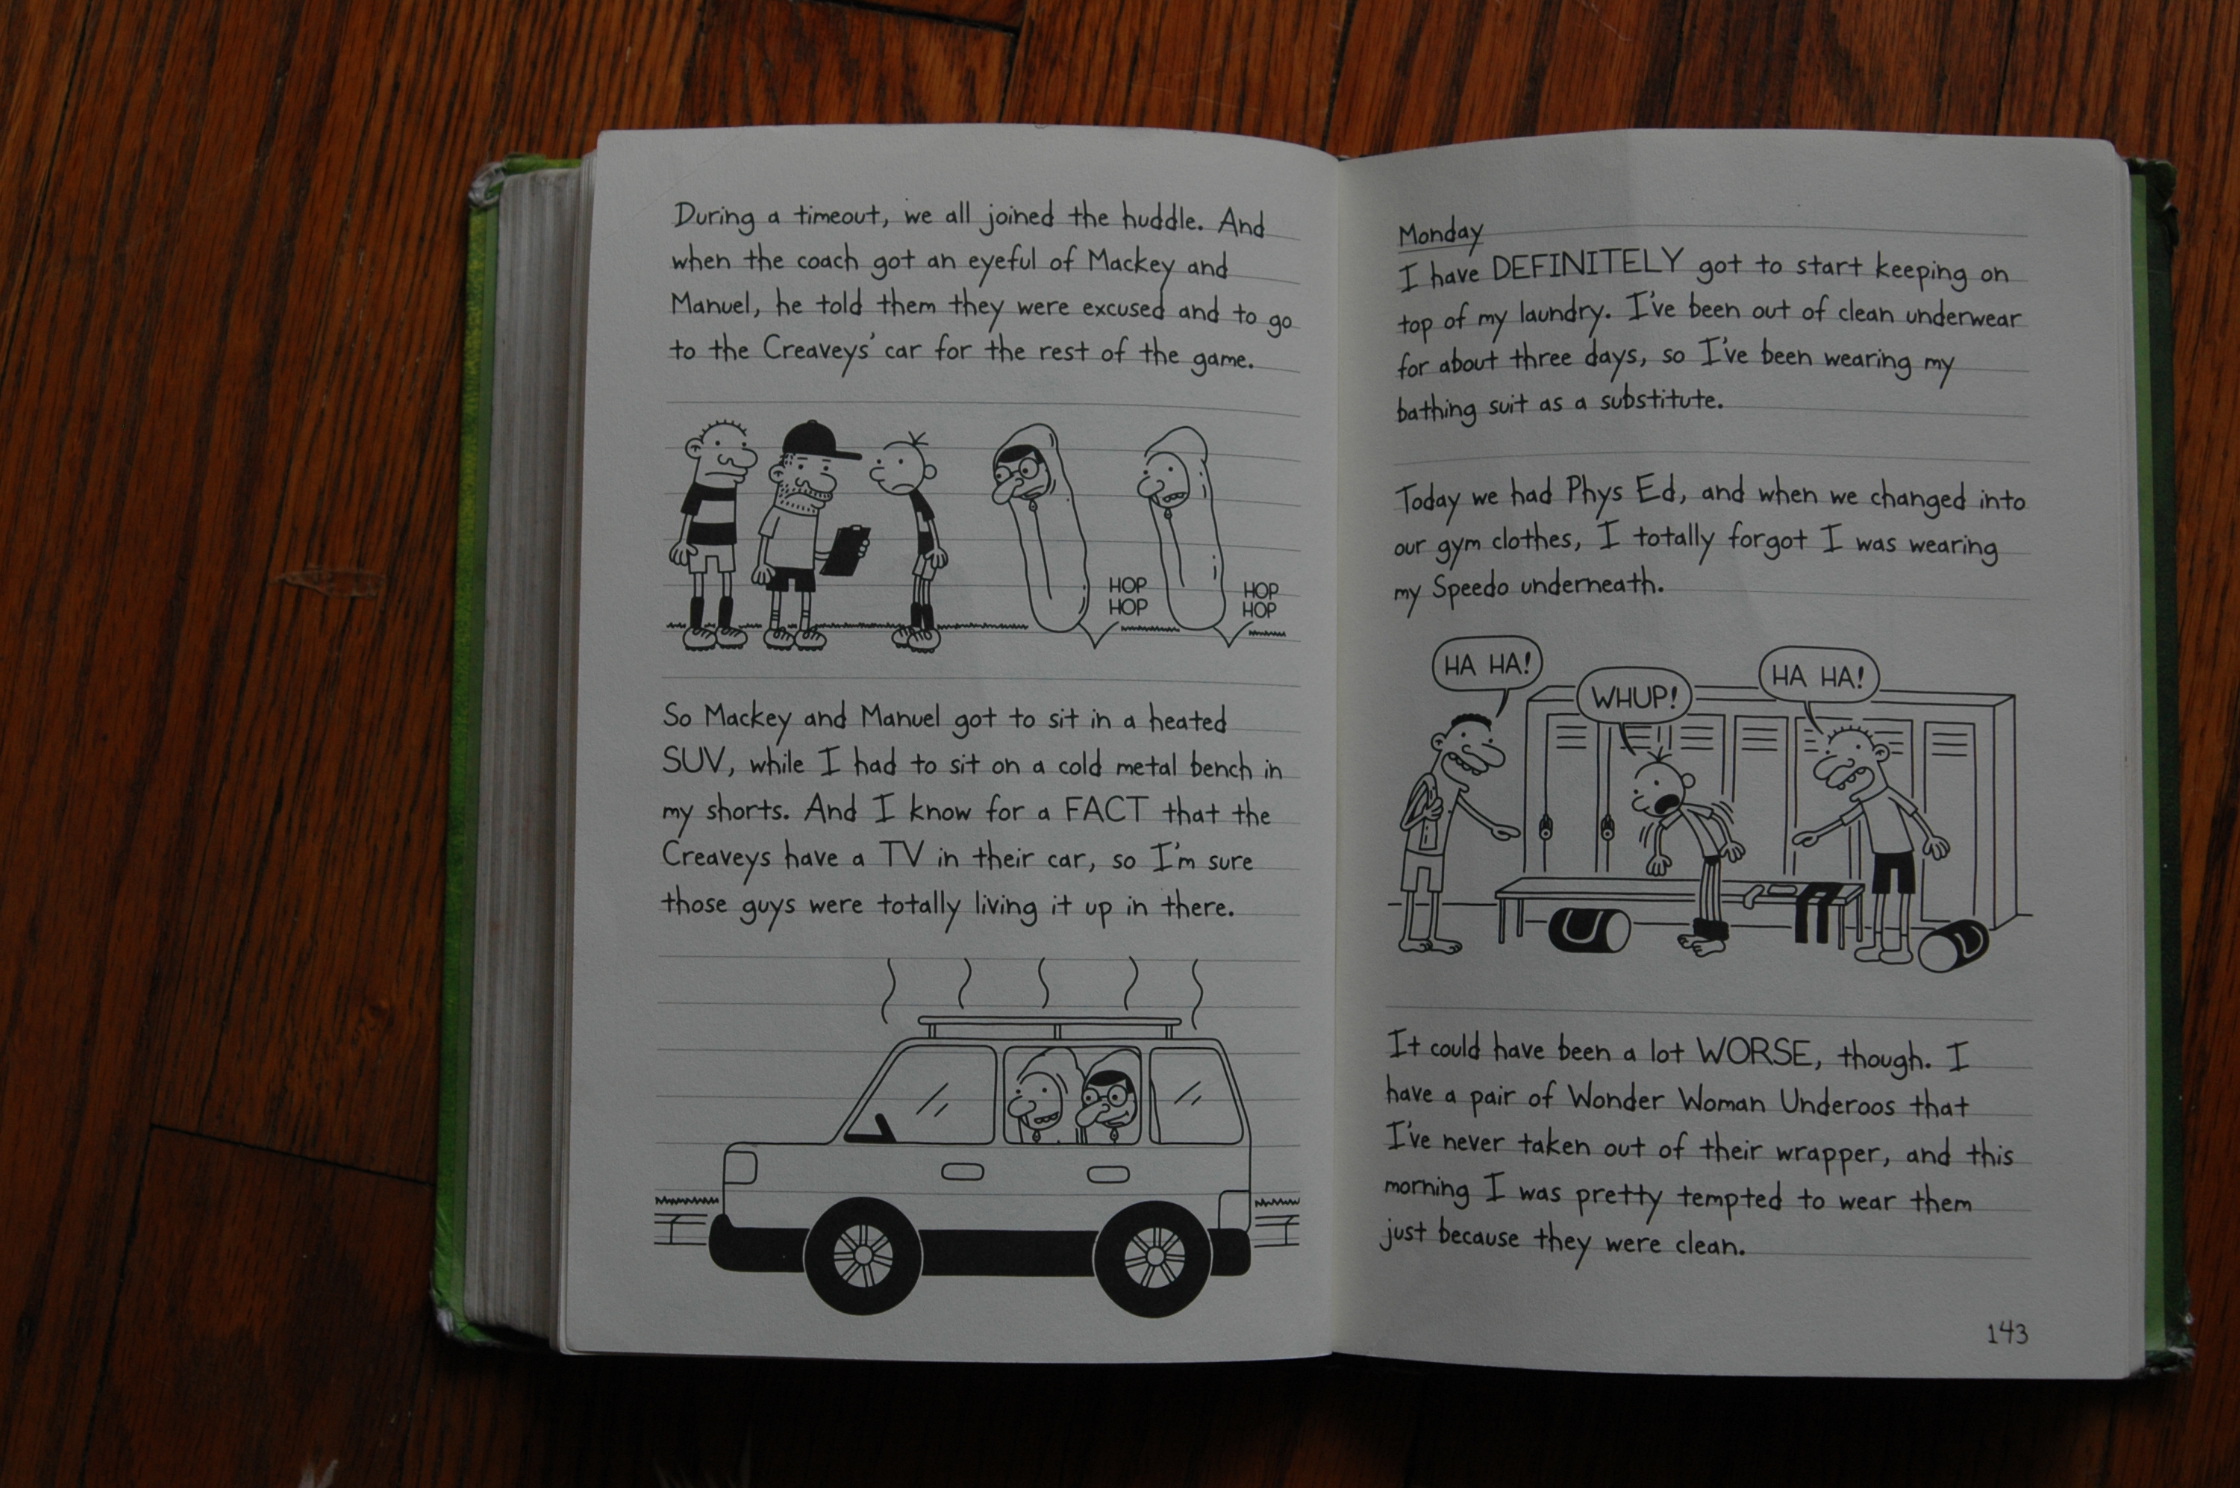 During a timeout, we all joined the huddle. And
when the coach got an eyeful of Mackey and
Manuel, he told them they were excused and to go
to the Creaveys' car for the rest of the game.
HOP
HOP
HOP
HOP
So Mackey and Manuel got to sit in a heated
SUV, while I had to sit on a cold metal bench in
my shorts. And I know for a FACT that the
Creaveys have a TV in their car, so I'm sure
those guys were totally living it up in there.
Monday
I have DEFINITELY got to start keeping on
top of my laundry. I've been out of clean underwear
for about three days, so I've been wearing my
bathing suit as a substitute.
Today we had Phys Ed, and when we changed into
our gym clothes, I totally forgot I was wearing
my Speedo underneath.
HA HA!
WHUP!
HA HA!
It could have been a lot WORSE, though. I
have a pair of Wonder Woman Underoos that
I've never taken out of their wrapper, and this
morning I was pretty tempted to wear them
just because they were clean.
143